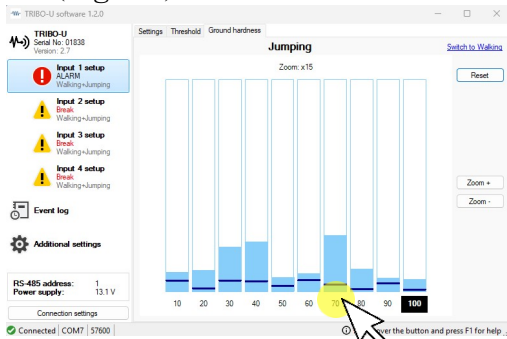 TRIBO-U software 1.2.0
TRIBO-U
Serial No: 01838
Version: 2.7
Input 1 setup
ALARM
Walking+Jumping
Input 2 setup
Break
Walking+Jumping
Input 3 setup
Break
Walking+Jumping
Input 4 setup
Break
Walking+Jumping
Event log
Additional settings
RS-485 address: 1
Power supply: 13.1 V
Connection settings
Settings Threshold Ground hardness
Jumping
Switch to Walking
Zoom: x15
Reset
Zoom +
Zoom -
10 20 30 40 50 60 70 80 90 100
Connected COM7 57600
over the button and press F1 for help